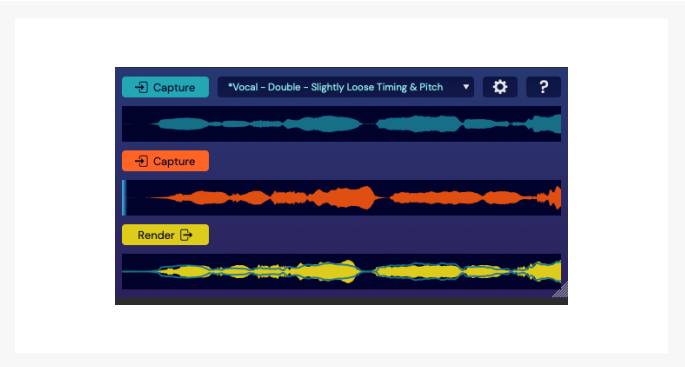 Capture
*Vocal - Double - Slightly Loose Timing & Pitch
?
Capture
Render